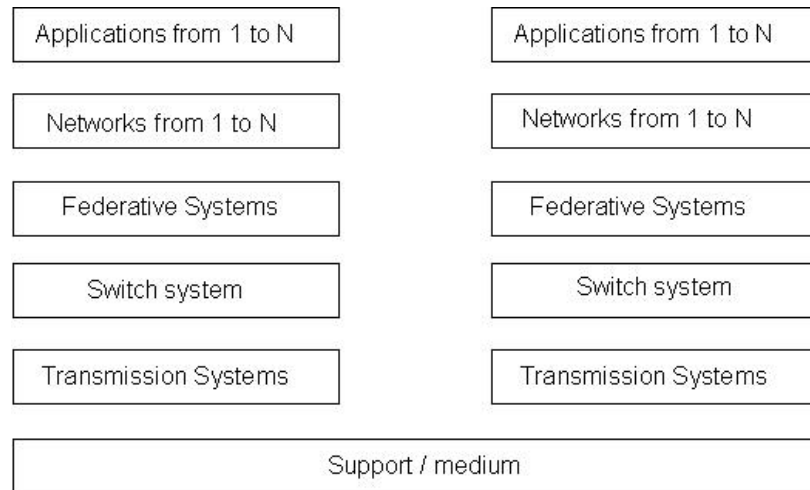 Applications from 1 to N
Applications from 1 to N
Networks from 1 to N
Networks from 1 to N
Federative Systems
Federative Systems
Switch system
Switch system
Transmission Systems
Transmission Systems
Support / medium